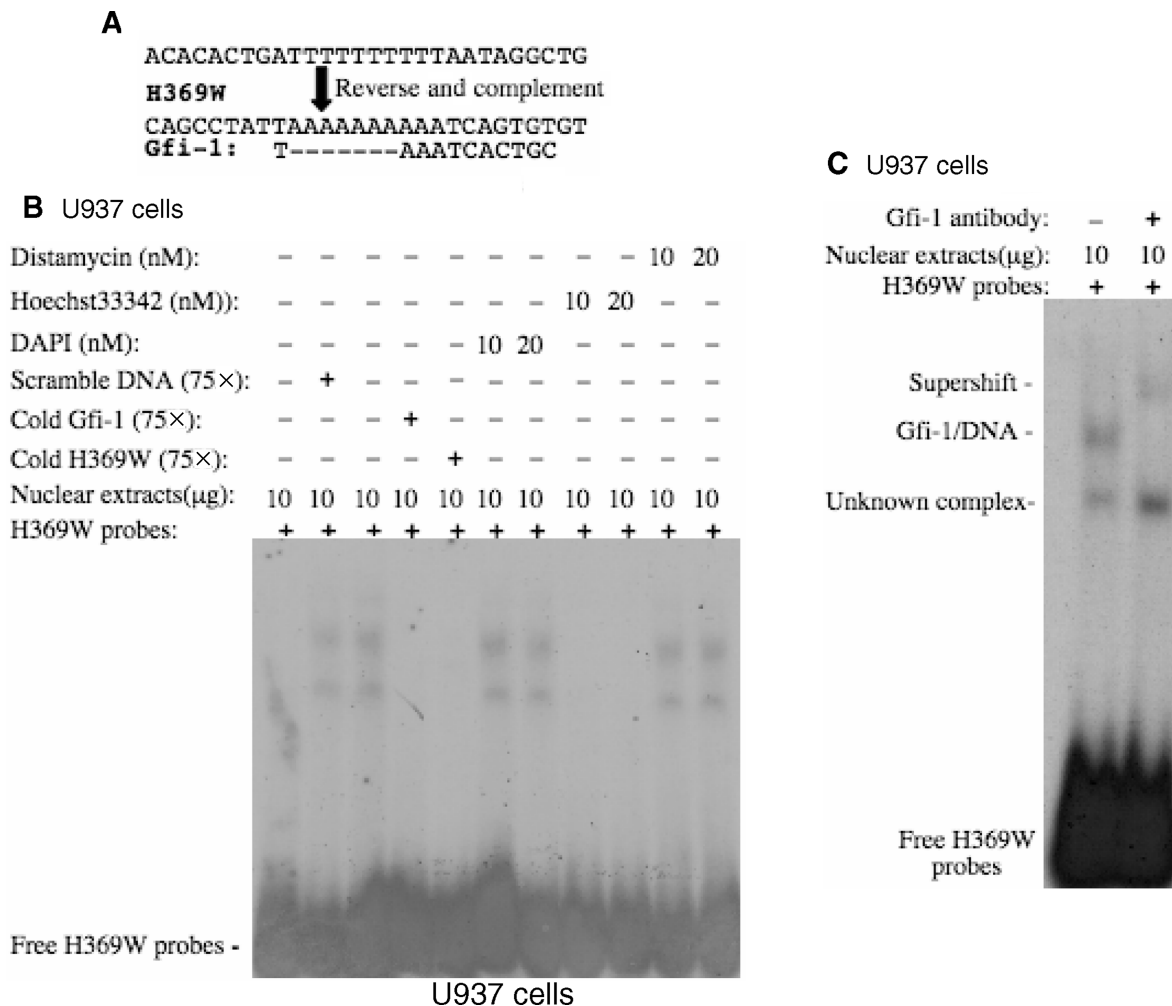 A
ACACACTGATTTTTTTTTTTAATAGGCTG
H369W
Reverse and complement
CAGCCTATTAAAAAAAAAAATCAGTGTGT
Gfi-1: T-------AAATCACTGC
B U937 cells
Distamycin (nM): – – – – – – – – – 10 20
Hoechst33342 (nM)): – – – – – – – 10 20 – –
DAPI (nM): – – – – – 10 20 – – – –
Scramble DNA (75×): – + – – – – – – – – –
Cold Gfi-1 (75×): – – – + – – – – – – –
Cold H369W (75×): – – – – + – – – – – –
Nuclear extracts(µg): 10 10 10 10 10 10 10 10 10 10 10
H369W probes: + + + + + + + + + + +
Free H369W probes -
U937 cells
C U937 cells
Gfi-1 antibody: – +
Nuclear extracts(µg): 10 10
H369W probes: + +
Supershift -
Gfi-1/DNA -
Unknown complex-
Free H369W
probes